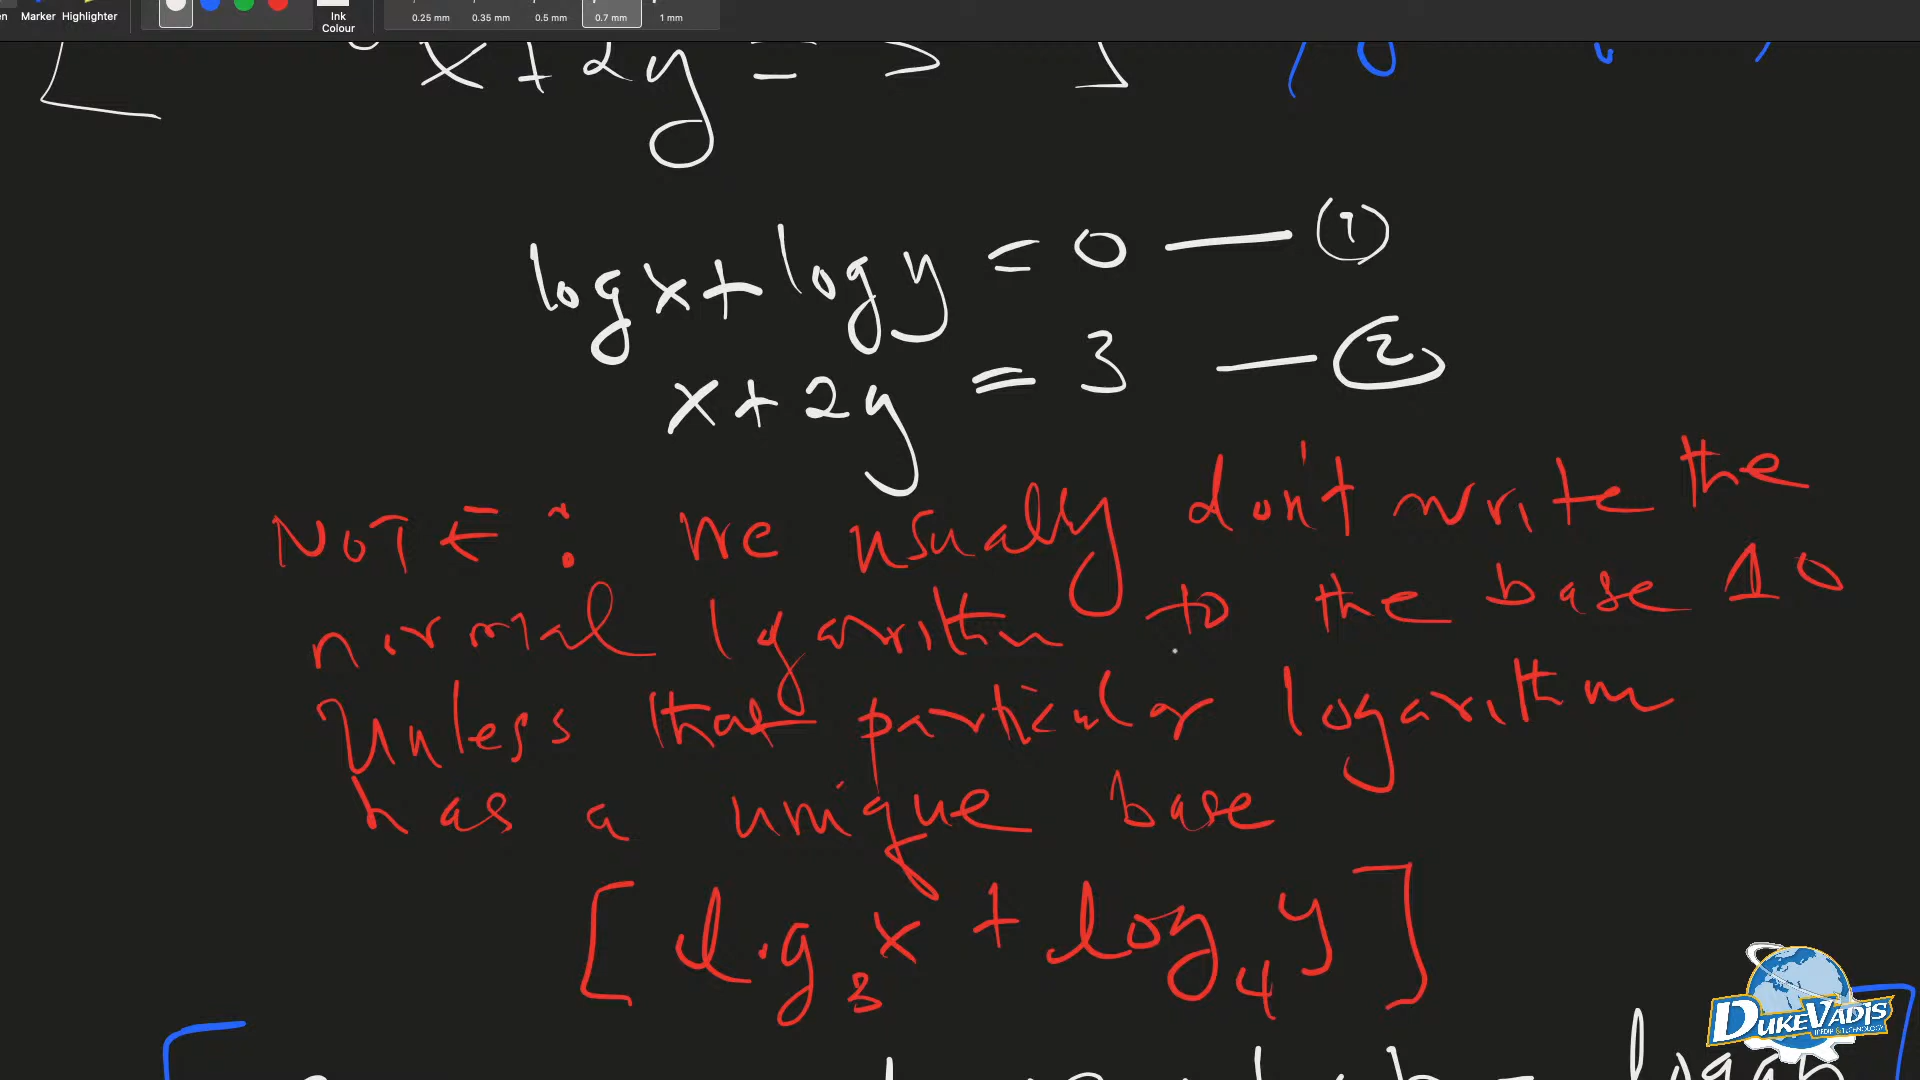 Marker Highlighter Ink Colour 0.25 mm 0.35 mm 0.5 mm 0.7 mm 1 mm
x+2y = 3
log x + log y = 0 — ①
x + 2y = 3 — ②
NOTE : We usually don't write the
normal logarithm to the base 10
Unless that particular logarithm
has a unique base
[ log₃x + log₄y ]
DUKEVADIS
MEDIA & TECHNOLOGY